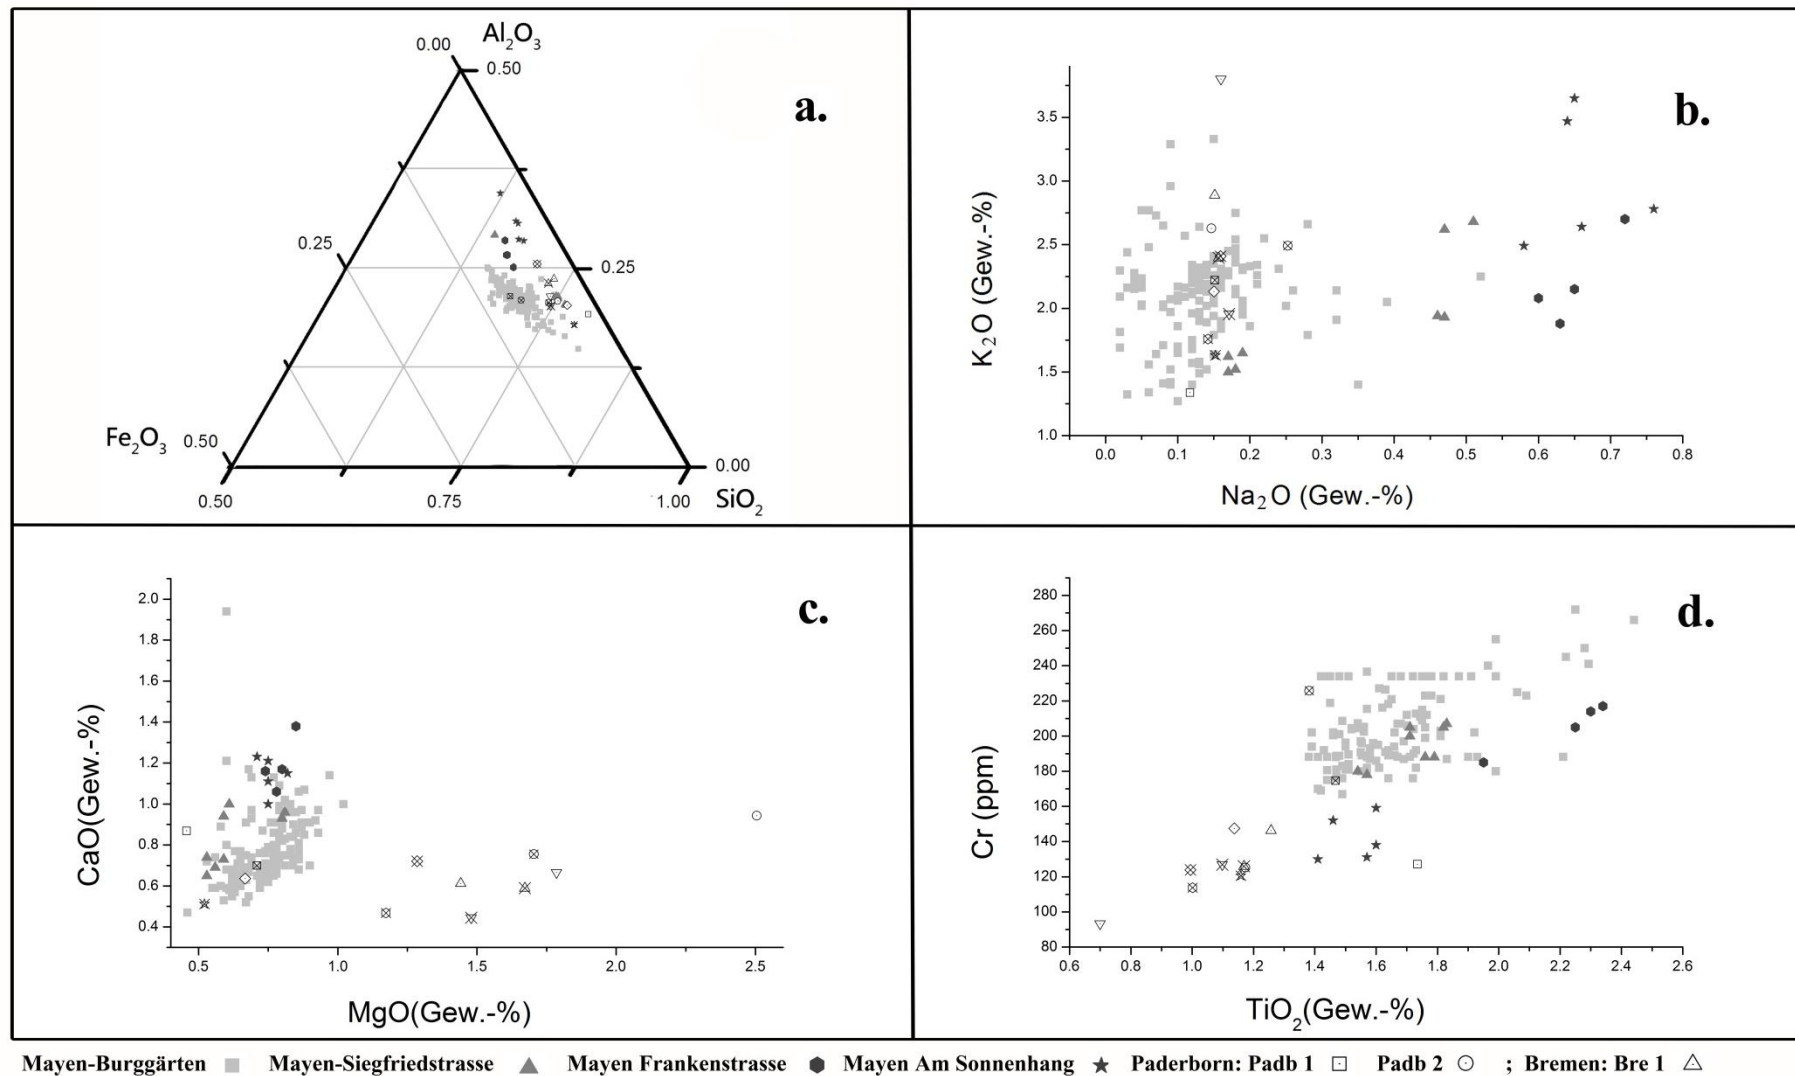 Al₂O₃
0.00
0.50
a.
0.25
0.25
Fe₂O₃ 0.50
0.00
0.50 0.75 1.00 SiO₂
b.
3.5
3.0
2.5
2.0
1.5
1.0
K₂O (Gew.-%)
0.0 0.1 0.2 0.3 0.4 0.5 0.6 0.7 0.8
Na₂O (Gew.-%)
c.
2.0
1.8
1.6
1.4
1.2
1.0
0.8
0.6
0.4
CaO(Gew.-%)
0.5 1.0 1.5 2.0 2.5
MgO(Gew.-%)
d.
280
260
240
220
200
180
160
140
120
100
80
Cr (ppm)
0.6 0.8 1.0 1.2 1.4 1.6 1.8 2.0 2.2 2.4 2.6
TiO₂(Gew.-%)
Mayen-Burggärten Mayen-Siegfriedstrasse Mayen Frankenstrasse Mayen Am Sonnenhang Paderborn: Padb 1 Padb 2 ; Bremen: Bre 1